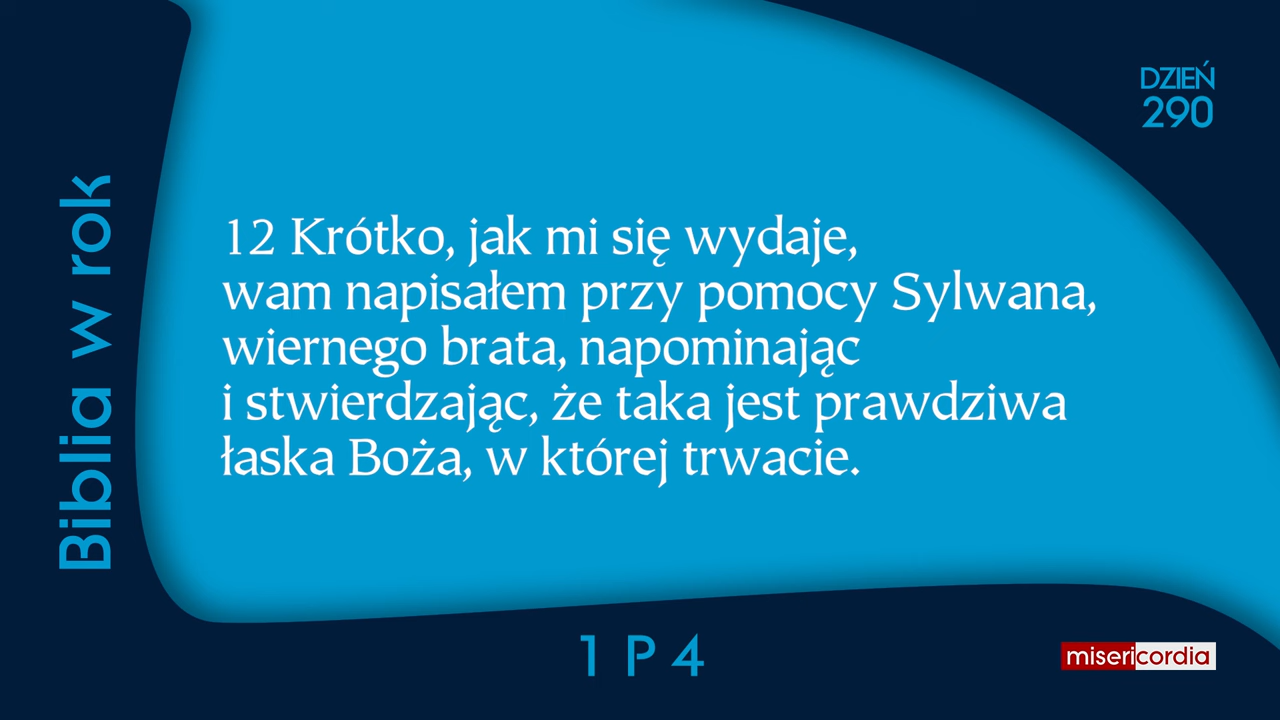 DZIEŃ
290
Biblia w rok
12 Krótko, jak mi się wydaje,
wam napisałem przy pomocy Sylwana,
wiernego brata, napominając
i stwierdzając, że taka jest prawdziwa
łaska Boża, w której trwacie.
1 P 4
misericordia